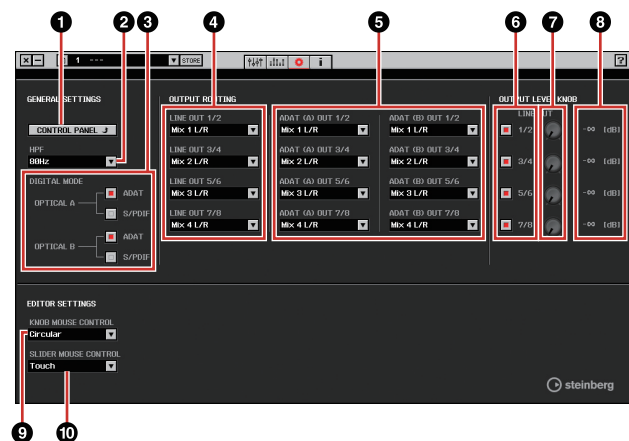 1 2 3 4 5 6 7 8
1 --- STORE i ?
GENERAL SETTINGS
CONTROL PANEL
HPF
80Hz
DIGITAL MODE
OPTICAL A
ADAT
S/PDIF
OPTICAL B
ADAT
S/PDIF
OUTPUT ROUTING
LINE OUT 1/2
Mix 1 L/R
LINE OUT 3/4
Mix 2 L/R
LINE OUT 5/6
Mix 3 L/R
LINE OUT 7/8
Mix 4 L/R
ADAT (A) OUT 1/2
Mix 1 L/R
ADAT (A) OUT 3/4
Mix 2 L/R
ADAT (A) OUT 5/6
Mix 3 L/R
ADAT (A) OUT 7/8
Mix 4 L/R
ADAT (B) OUT 1/2
Mix 1 L/R
ADAT (B) OUT 3/4
Mix 2 L/R
ADAT (B) OUT 5/6
Mix 3 L/R
ADAT (B) OUT 7/8
Mix 4 L/R
OUTPUT LEVEL KNOB
LINE OUT
1/2 -∞ [dB]
3/4 -∞ [dB]
5/6 -∞ [dB]
7/8 -∞ [dB]
EDITOR SETTINGS
KNOB MOUSE CONTROL
Circular
SLIDER MOUSE CONTROL
Touch
steinberg
9 10